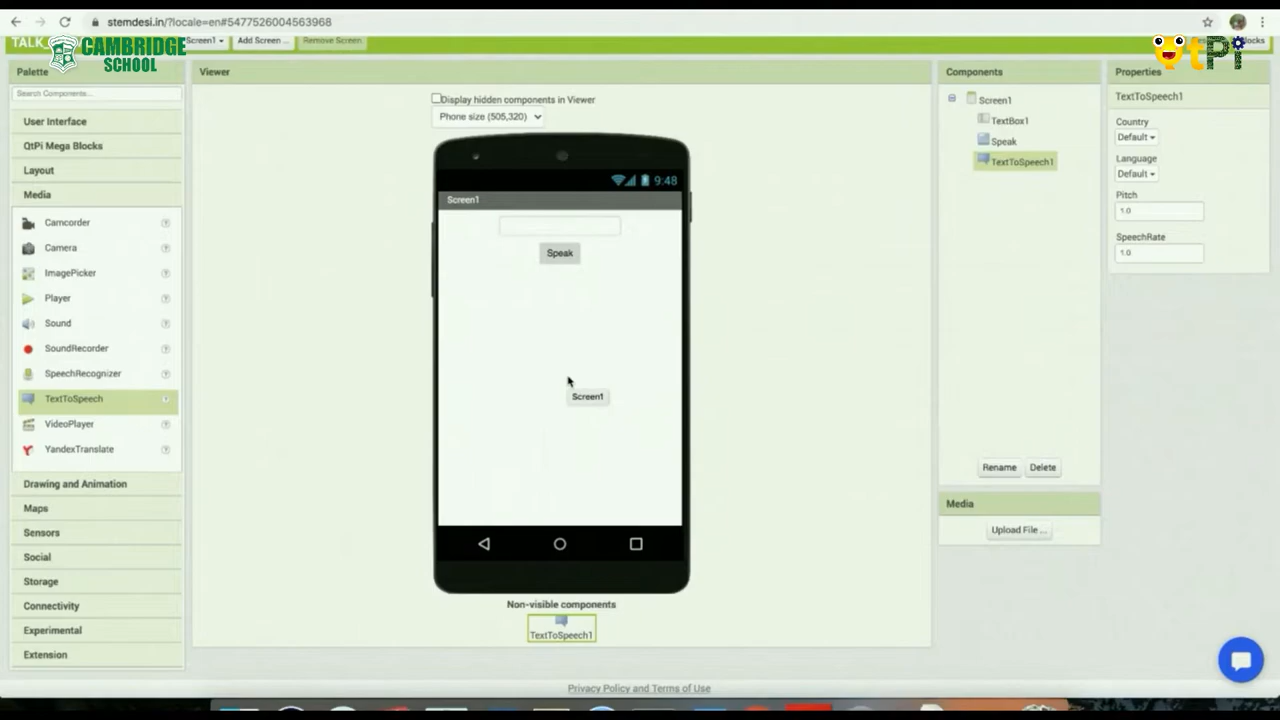 stemdesi.in/?locale=en#5477526004563968
TALK
CAMBRIDGE
SCHOOL
Screen1
Add Screen ...
Remove Screen
QtPi
Palette
Search Components...
User Interface
QtPi Mega Blocks
Layout
Media
Camcorder
Camera
ImagePicker
Player
Sound
SoundRecorder
SpeechRecognizer
TextToSpeech
VideoPlayer
YandexTranslate
Drawing and Animation
Maps
Sensors
Social
Storage
Connectivity
Experimental
Extension
Viewer
Display hidden components in Viewer
Phone size (505,320)
9:48
Screen1
Speak
Screen1
Non-visible components
TextToSpeech1
Components
Screen1
TextBox1
Speak
TextToSpeech1
Rename
Delete
Media
Upload File ...
Properties
TextToSpeech1
Country
Default
Language
Default
Pitch
1.0
SpeechRate
1.0
Privacy Policy and Terms of Use